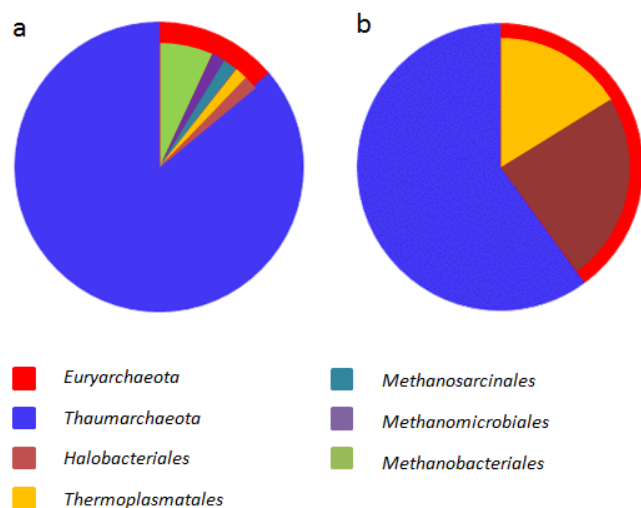 a
b
Euryarchaeota
Thaumarchaeota
Halobacteriales
Thermoplasmatales
Methanosarcinales
Methanomicrobiales
Methanobacteriales